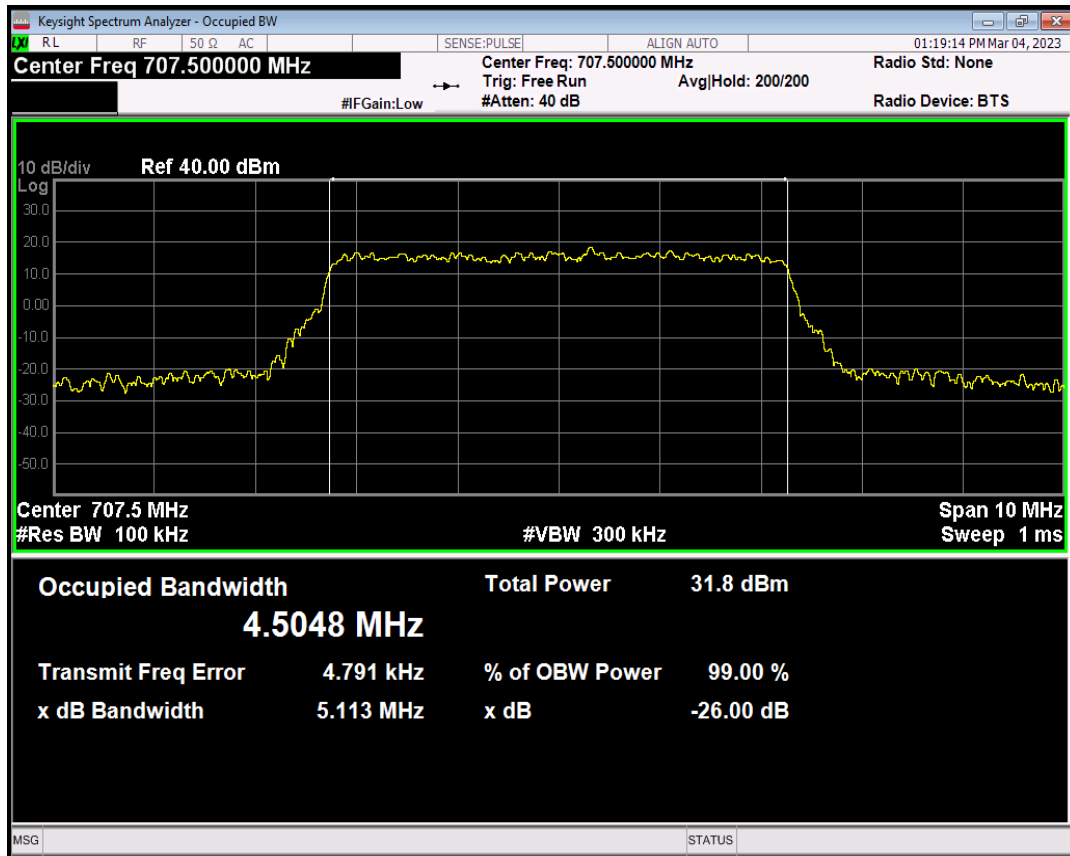 Keysight Spectrum Analyzer - Occupied BW
LXI RL RF 50 Ω AC SENSE:PULSE ALIGN AUTO 01:19:14 PM Mar 04, 2023
Center Freq 707.500000 MHz
Center Freq: 707.500000 MHz
Radio Std: None
Trig: Free Run Avg|Hold: 200/200
#IFGain:Low #Atten: 40 dB Radio Device: BTS
10 dB/div Ref 40.00 dBm
Log
30.0
20.0
10.0
0.00
-10.0
-20.0
-30.0
-40.0
-50.0
Center 707.5 MHz Span 10 MHz
#Res BW 100 kHz #VBW 300 kHz Sweep 1 ms
Occupied Bandwidth Total Power 31.8 dBm
4.5048 MHz
Transmit Freq Error 4.791 kHz % of OBW Power 99.00 %
x dB Bandwidth 5.113 MHz x dB -26.00 dB
MSG STATUS